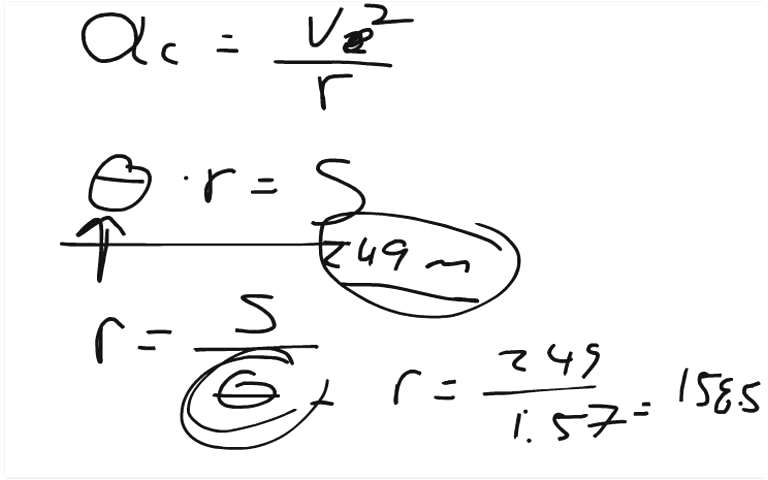 ac = v²/r
θ · r = S
249 m
r = S/θ
r = 249/1.57 = 158.5